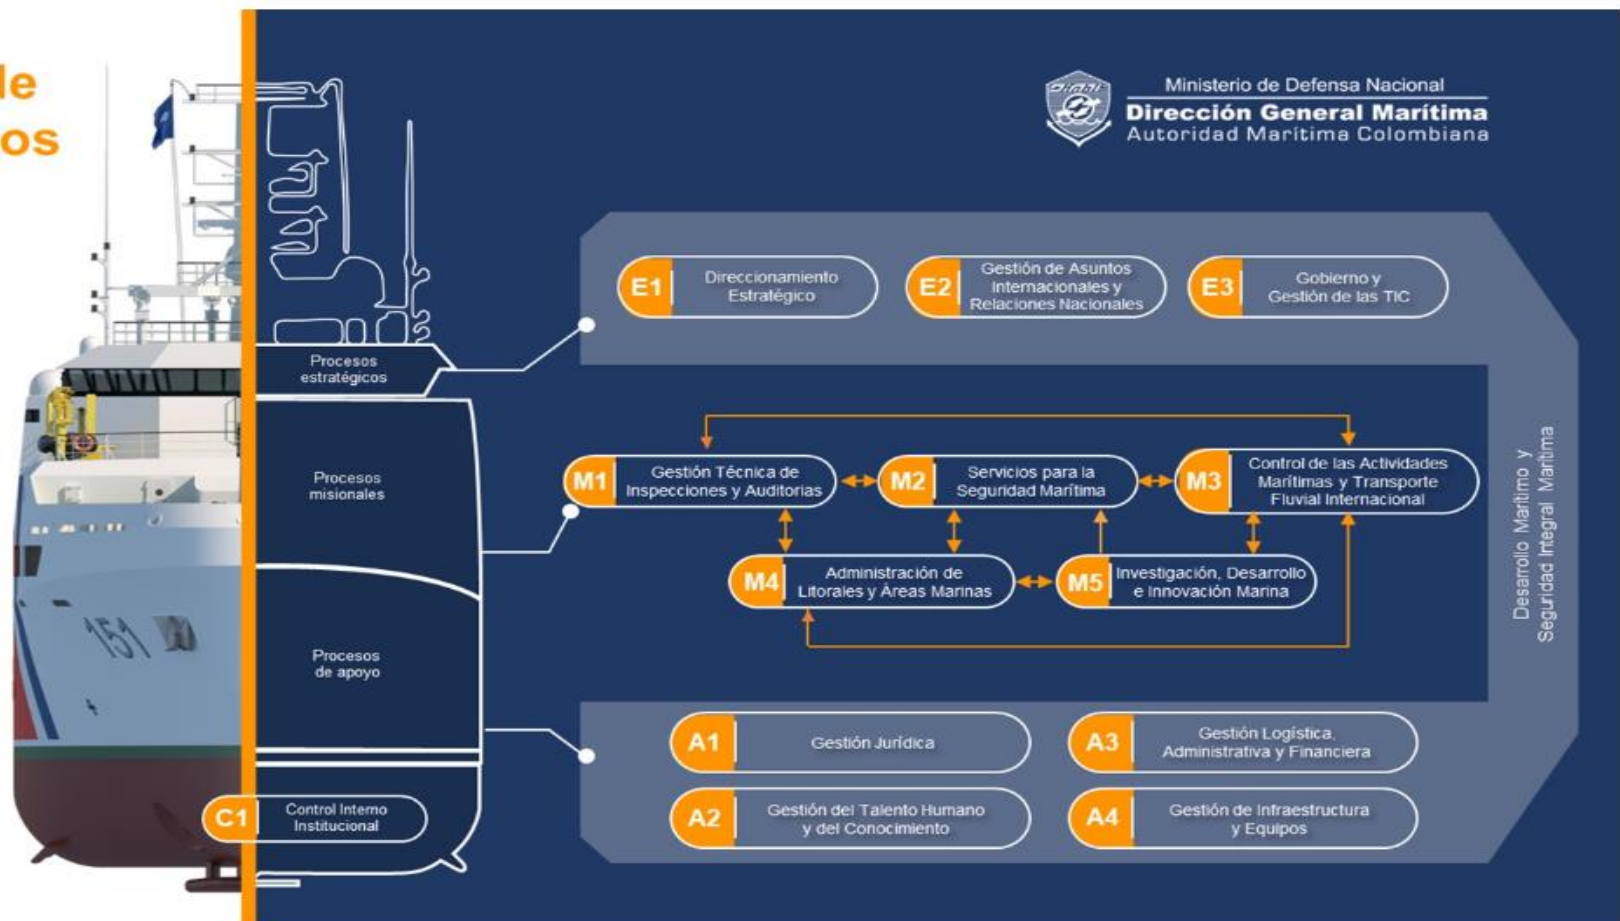 le
os
Ministerio de Defensa Nacional
Dirección General Marítima
Autoridad Marítima Colombiana
E1
Direccionamiento
Estratégico
E2
Gestión de Asuntos
Internacionales y
Relaciones Nacionales
E3
Gobierno y
Gestión de las TIC
Procesos
estratégicos
Procesos
misionales
M1
Gestión Técnica de
Inspecciones y Auditorias
M2
Servicios para la
Seguridad Marítima
M3
Control de las Actividades
Marítimas y Transporte
Fluvial Internacional
M4
Administración de
Litorales y Áreas Marinas
M5
Investigación, Desarrollo
e Innovación Marina
Desarrollo Marítimo y
Seguridad Integral Marítima
151
Procesos
de apoyo
A1
Gestión Jurídica
A3
Gestión Logística,
Administrativa y Financiera
C1
Control Interno
Institucional
A2
Gestión del Talento Humano
y del Conocimiento
A4
Gestión de Infraestructura
y Equipos